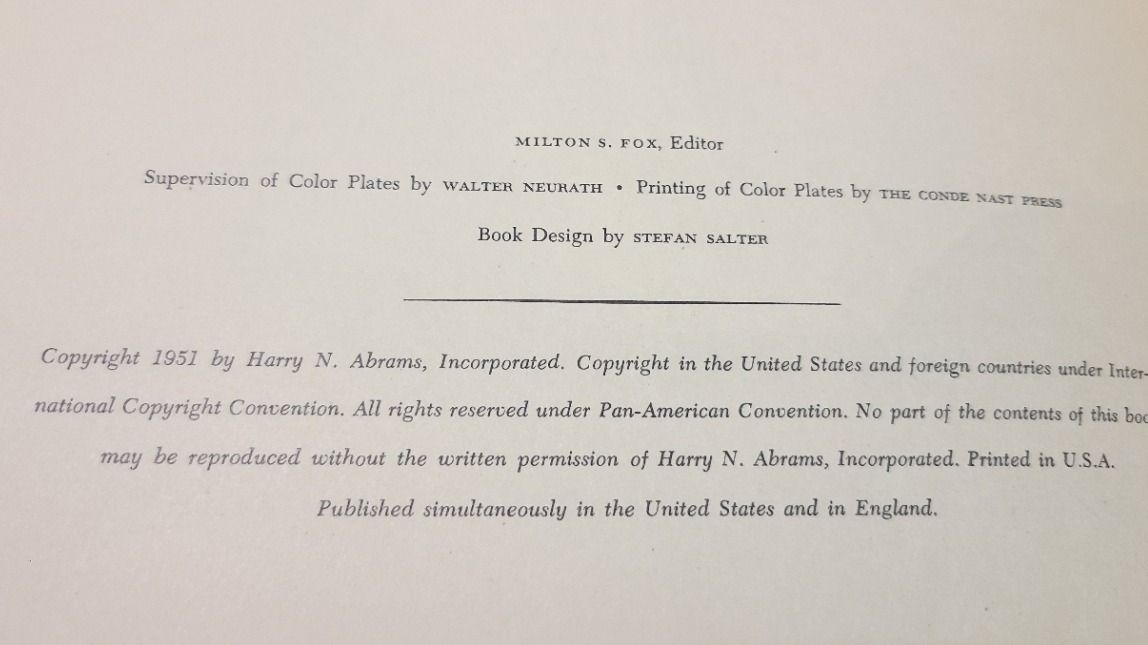 MILTON S. FOX, Editor
Supervision of Color Plates by WALTER NEURATH • Printing of Color Plates by THE CONDE NAST PRESS
Book Design by STEFAN SALTER
Copyright 1951 by Harry N. Abrams, Incorporated. Copyright in the United States and foreign countries under Inter-
national Copyright Convention. All rights reserved under Pan-American Convention. No part of the contents of this boo
may be reproduced without the written permission of Harry N. Abrams, Incorporated. Printed in U.S.A.
Published simultaneously in the United States and in England.